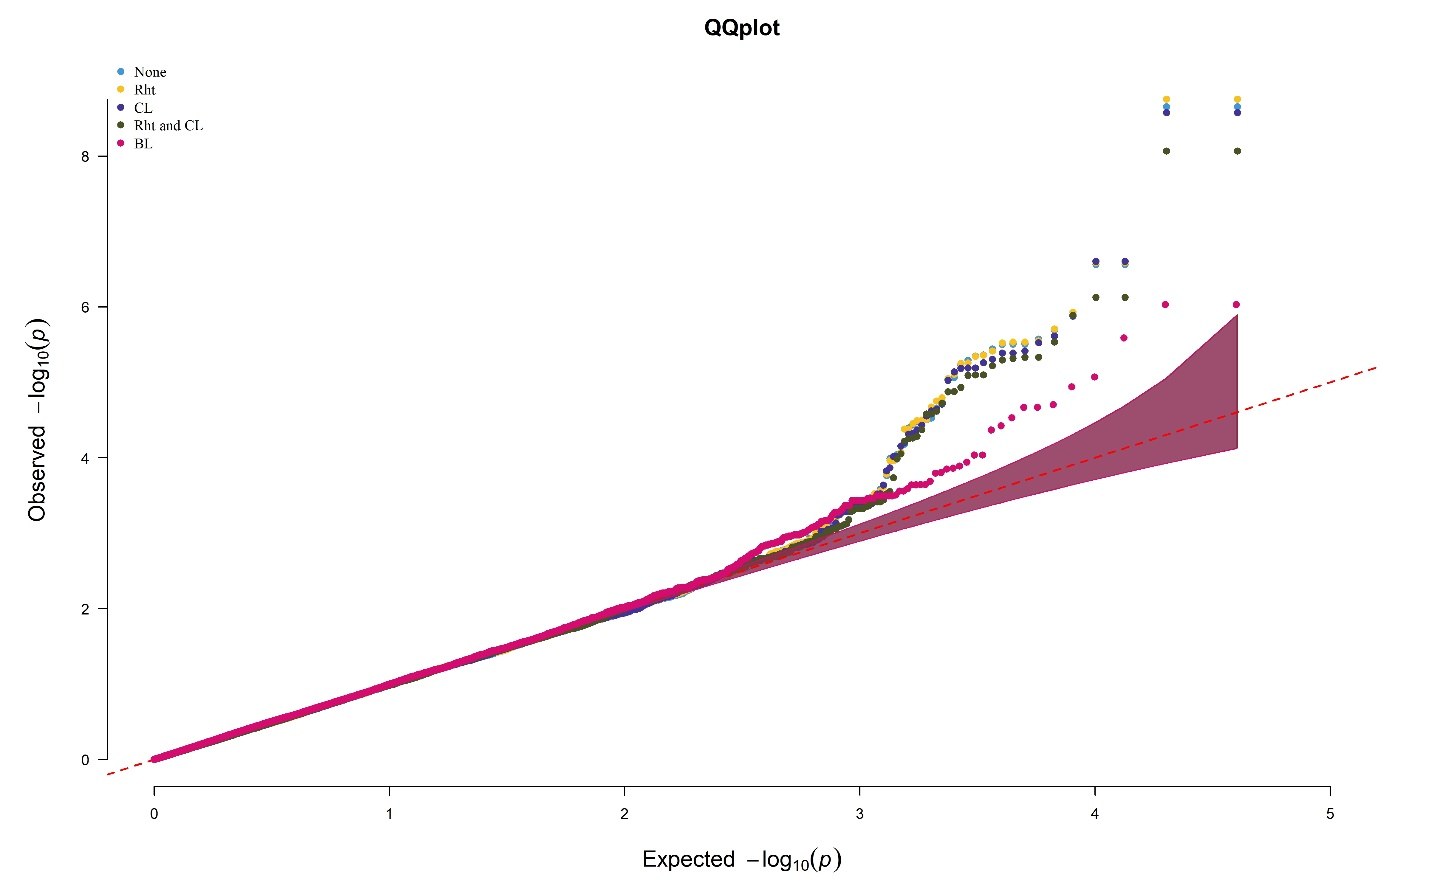 QQplot
None
Rht
CL
Rht and CL
BL
8
6
4
2
0
Observed −log10(p)
0 1 2 3 4 5
Expected −log10(p)